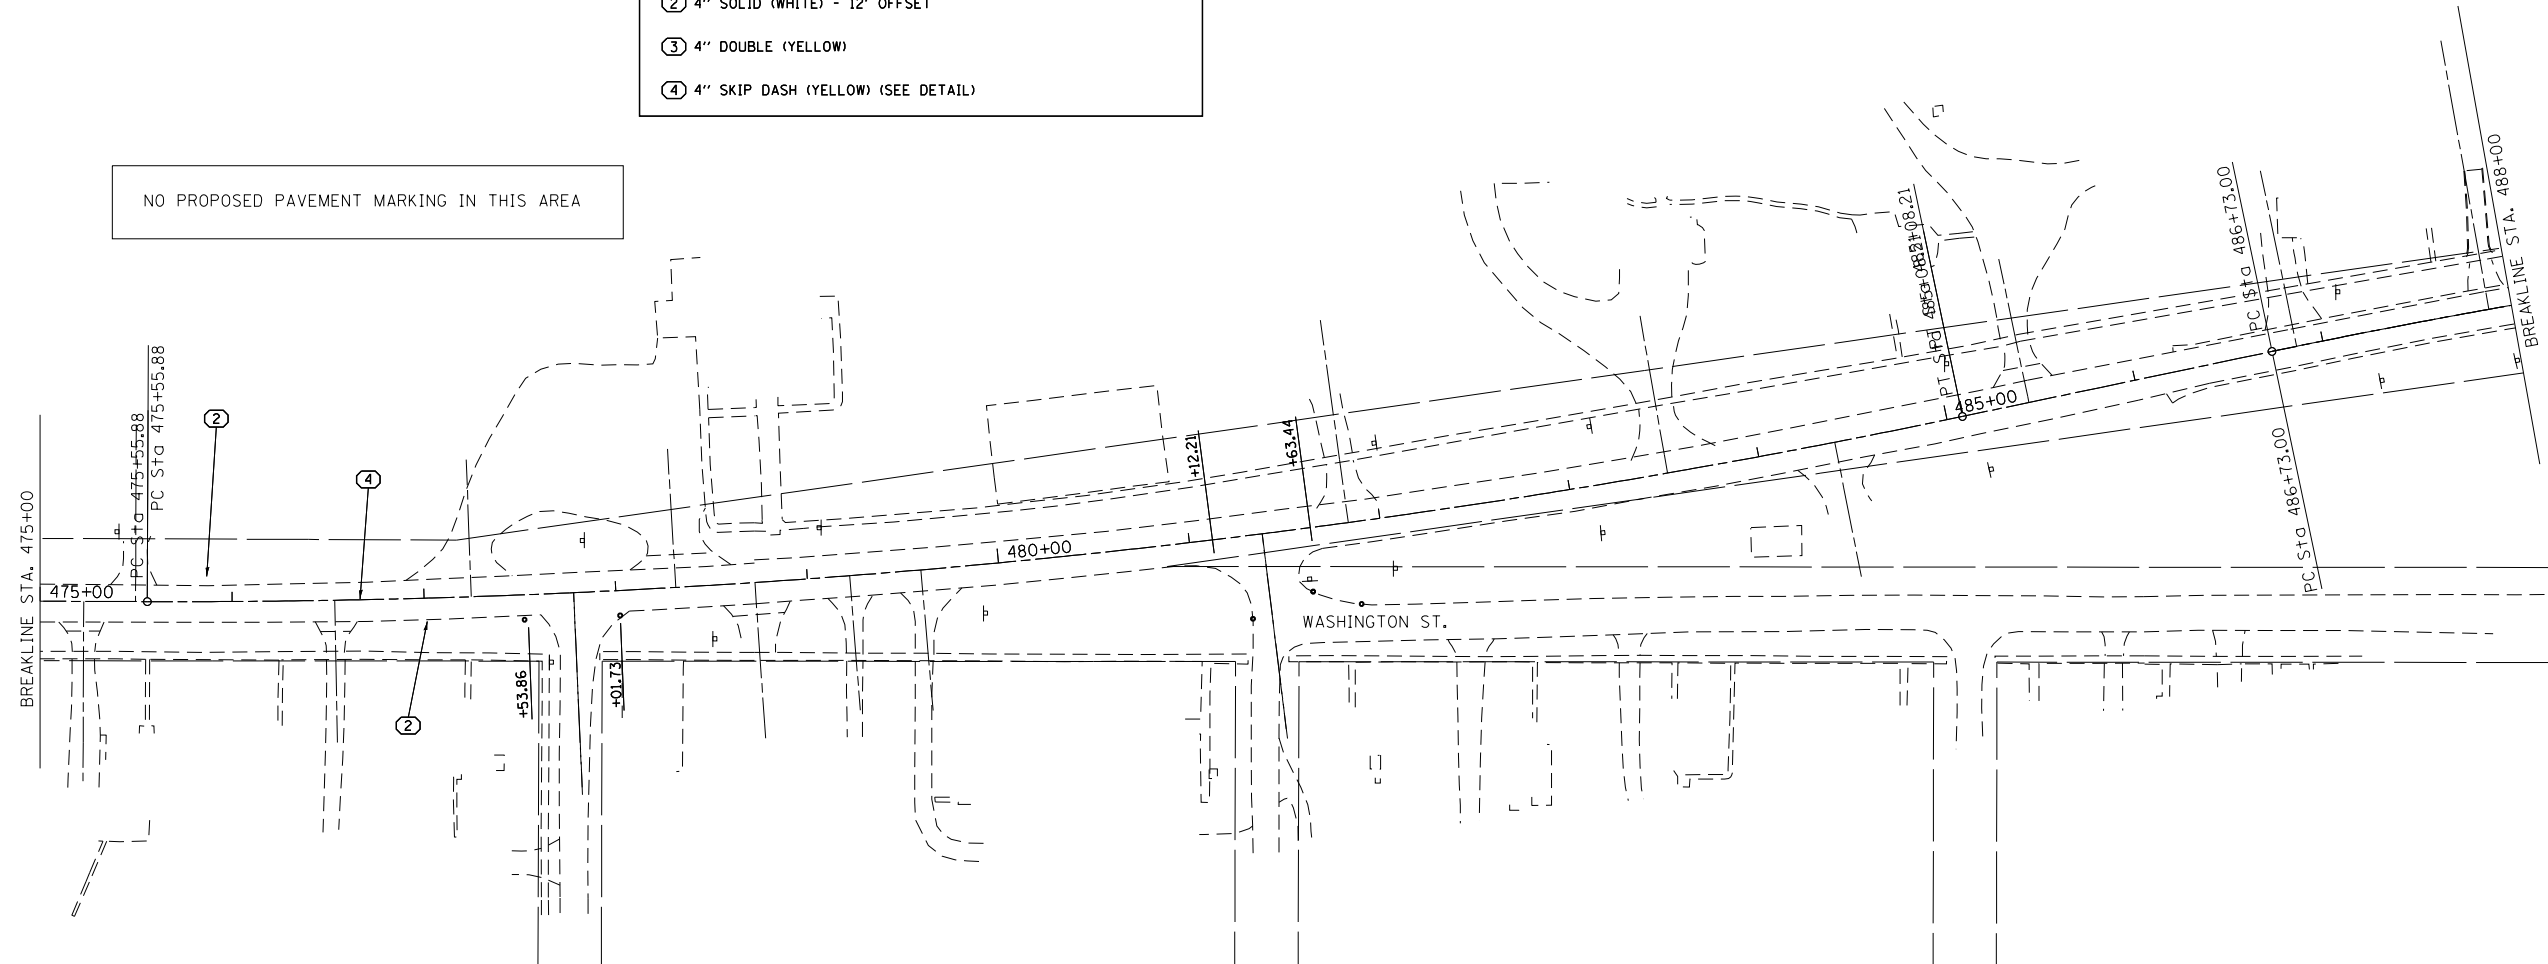 2 4" SOLID (WHITE) - 12' OFFSET
3 4" DOUBLE (YELLOW)
4 4" SKIP DASH (YELLOW) (SEE DETAIL)
NO PROPOSED PAVEMENT MARKING IN THIS AREA
BREAKLINE STA. 475+00
475+00
PC Sta 475+55.88
PC Sta 475+55.88
2
4
2
+53.86
+01.73
480+00
+12.21
+63.44
WASHINGTON ST.
485+00
PC Sta 486+73.00
PC Sta 486+73.00
BREAKLINE STA. 488+00